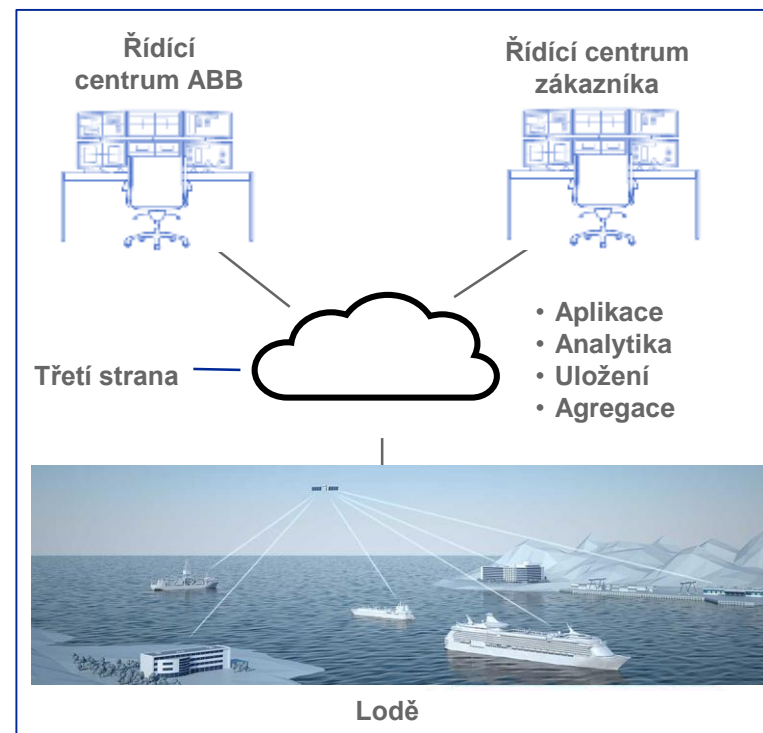 Řídící
centrum ABB
Řídící centrum
zákazníka
Třetí strana
• Aplikace
• Analytika
• Uložení
• Agregace
Lodě